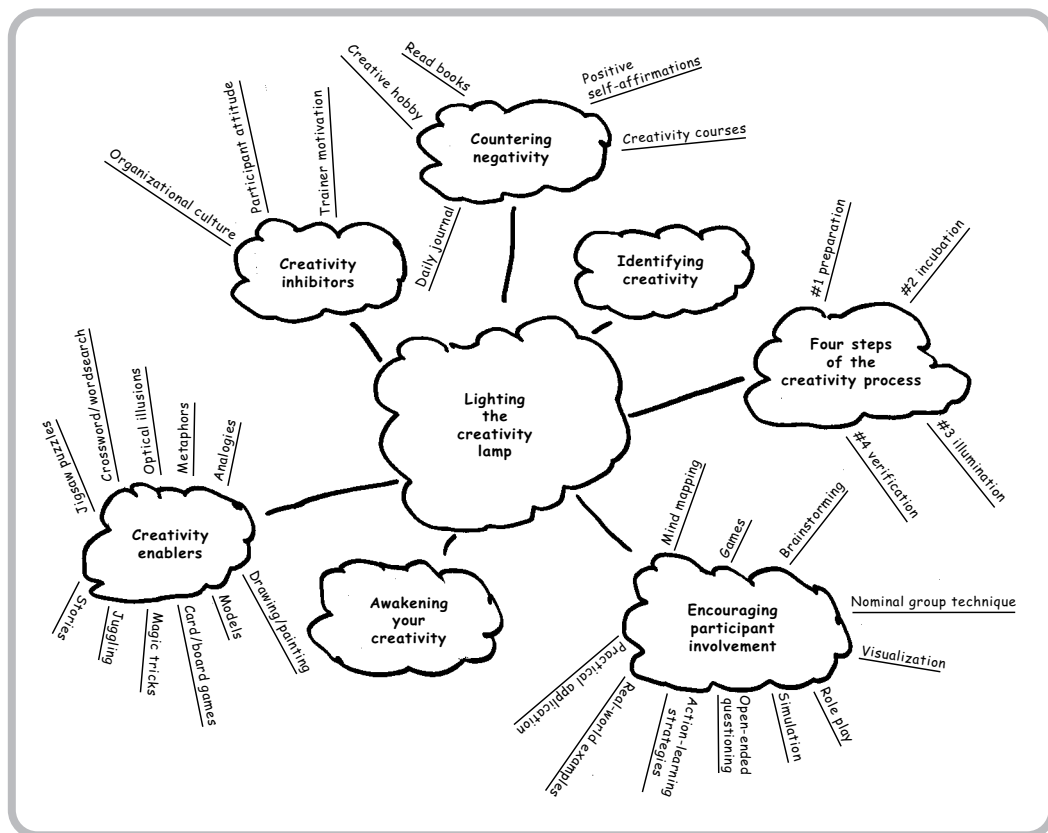 Read books
Creative hobby
Positive
self-affirmations
Creativity courses
Countering
negativity
Daily journal
Organizational culture
Participant attitude
Trainer motivation
Creativity
inhibitors
Identifying
creativity
#1 preparation
#2 incubation
Four steps
of the
creativity process
#3 illumination
#4 verification
Lighting
the
creativity
lamp
Jigsaw puzzles
Crossword/wordsearch
Optical illusions
Metaphors
Analogies
Creativity
enablers
Stories
Juggling
Magic tricks
Card/board games
Models
Drawing/painting
Awakening
your
creativity
Mind mapping
Games
Brainstorming
Nominal group technique
Visualization
Encouraging
participant
involvement
Practical application
Real-world examples
Action-learning
strategies
Open-ended
questioning
Simulation
Role play